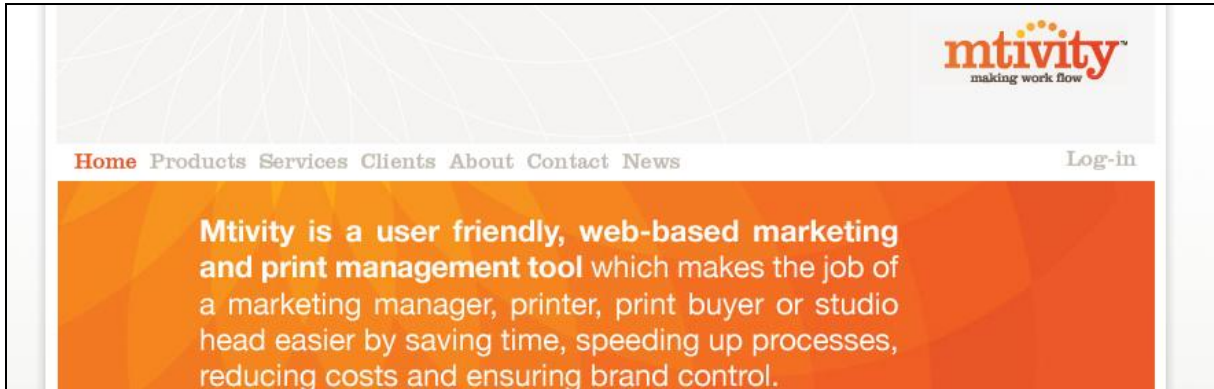 mtivity™
making work flow
Home Products Services Clients About Contact News Log-in
Mtivity is a user friendly, web-based marketing
and print management tool which makes the job of
a marketing manager, printer, print buyer or studio
head easier by saving time, speeding up processes,
reducing costs and ensuring brand control.